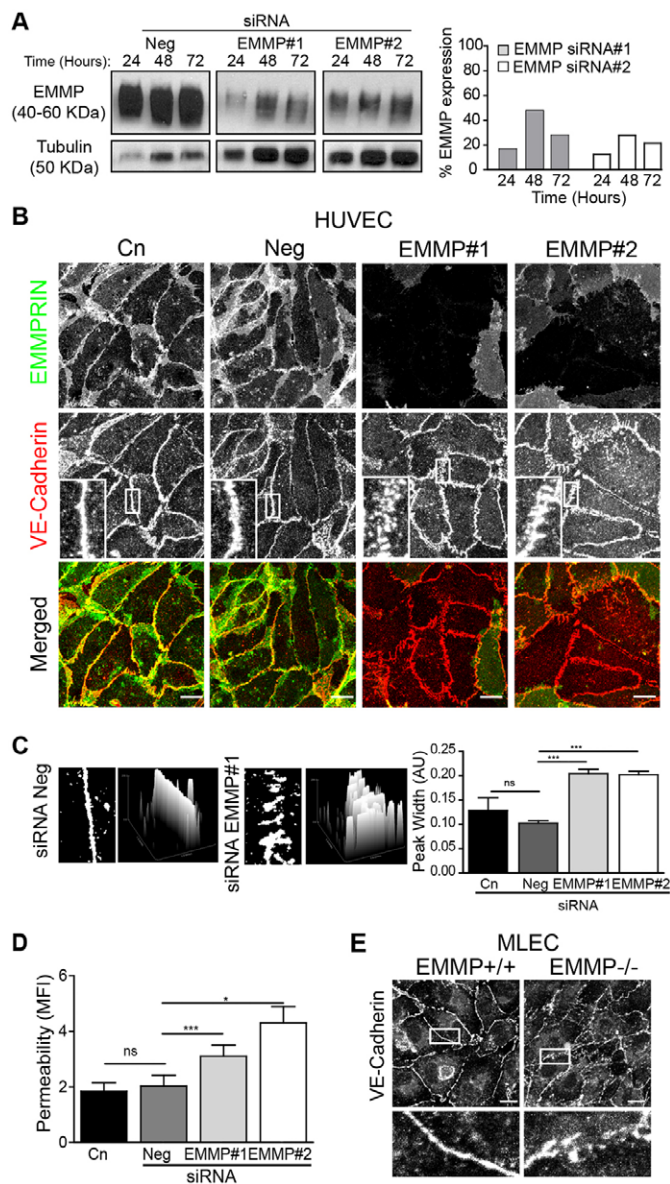 A
siRNA
Neg EMMP#1 EMMP#2
Time (Hours): 24 48 72 24 48 72 24 48 72
EMMP
(40-60 KDa)
Tubulin
(50 KDa)
% EMMP expression
100
80
60
40
20
0
EMMP siRNA#1
EMMP siRNA#2
24 48 72 24 48 72
Time (Hours)
B
HUVEC
Cn Neg EMMP#1 EMMP#2
EMMPRIN
VE-Cadherin
Merged
C
siRNA Neg
siRNA EMMP#1
Peak Width (AU)
0.25
0.20
0.15
0.10
0.05
0.00
ns
***
***
Cn Neg EMMP#1 EMMP#2
siRNA
D
Permeability (MFI)
6
4
2
0
ns
***
*
Cn Neg EMMP#1 EMMP#2
siRNA
E
MLEC
EMMP+/+ EMMP-/-
VE-Cadherin